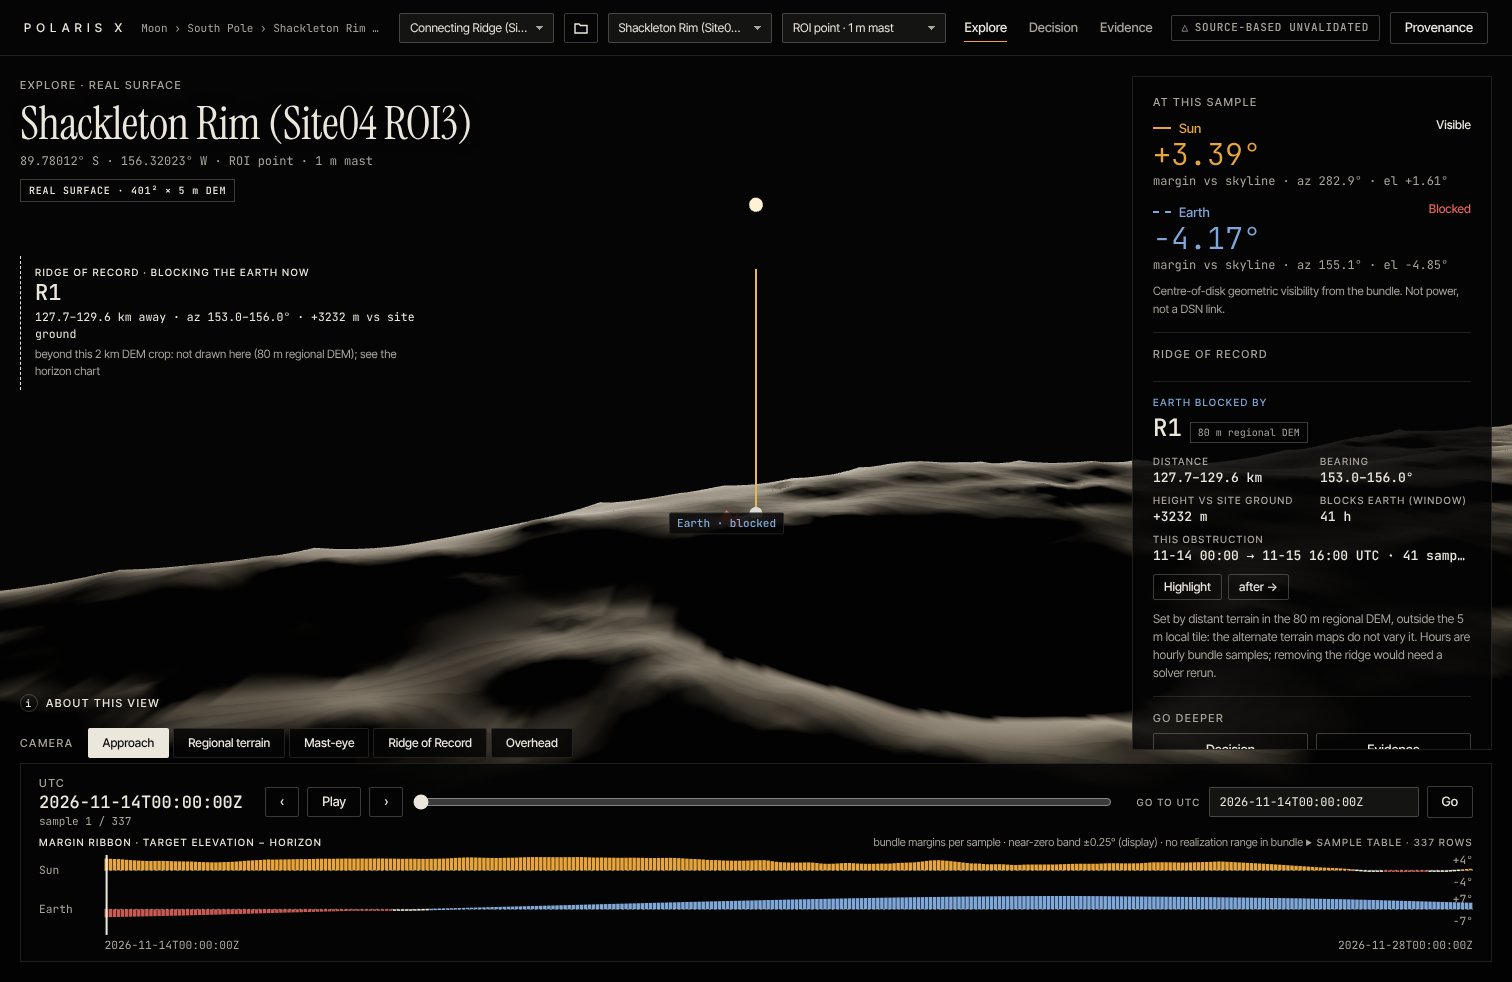 POLARIS X
Moon › South Pole › Shackleton Rim …
Connecting Ridge (Si…
Shackleton Rim (Site0…
ROI point · 1 m mast
Explore
Decision
Evidence
△ SOURCE-BASED UNVALIDATED
Provenance
EXPLORE · REAL SURFACE
Shackleton Rim (Site04 ROI3)
89.78012° S · 156.32023° W · ROI point · 1 m mast
REAL SURFACE · 401² × 5 m DEM
RIDGE OF RECORD · BLOCKING THE EARTH NOW
R1
127.7–129.6 km away · az 153.0–156.0° · +3232 m vs site
ground
beyond this 2 km DEM crop: not drawn here (80 m regional DEM); see the
horizon chart
Earth · blocked
AT THIS SAMPLE
Sun
Visible
+3.39°
margin vs skyline · az 282.9° · el +1.61°
Earth
Blocked
-4.17°
margin vs skyline · az 155.1° · el -4.85°
Centre-of-disk geometric visibility from the bundle. Not power,
not a DSN link.
RIDGE OF RECORD
EARTH BLOCKED BY
R1 80 m regional DEM
DISTANCE
127.7–129.6 km
BEARING
153.0–156.0°
HEIGHT VS SITE GROUND
+3232 m
BLOCKS EARTH (WINDOW)
41 h
THIS OBSTRUCTION
11-14 00:00 → 11-15 16:00 UTC · 41 samp…
Highlight
after →
Set by distant terrain in the 80 m regional DEM, outside the 5
m local tile: the alternate terrain maps do not vary it. Hours are
hourly bundle samples; removing the ridge would need a
solver rerun.
GO DEEPER
Decision
Evidence
i ABOUT THIS VIEW
CAMERA
Approach
Regional terrain
Mast-eye
Ridge of Record
Overhead
UTC
2026-11-14T00:00:00Z
sample 1 / 337
‹
Play
›
GO TO UTC
2026-11-14T00:00:00Z
Go
MARGIN RIBBON · TARGET ELEVATION − HORIZON
bundle margins per sample · near-zero band ±0.25° (display) · no realization range in bundle ▸ SAMPLE TABLE · 337 ROWS
Sun
+4°
-4°
Earth
+7°
-7°
2026-11-14T00:00:00Z
2026-11-28T00:00:00Z